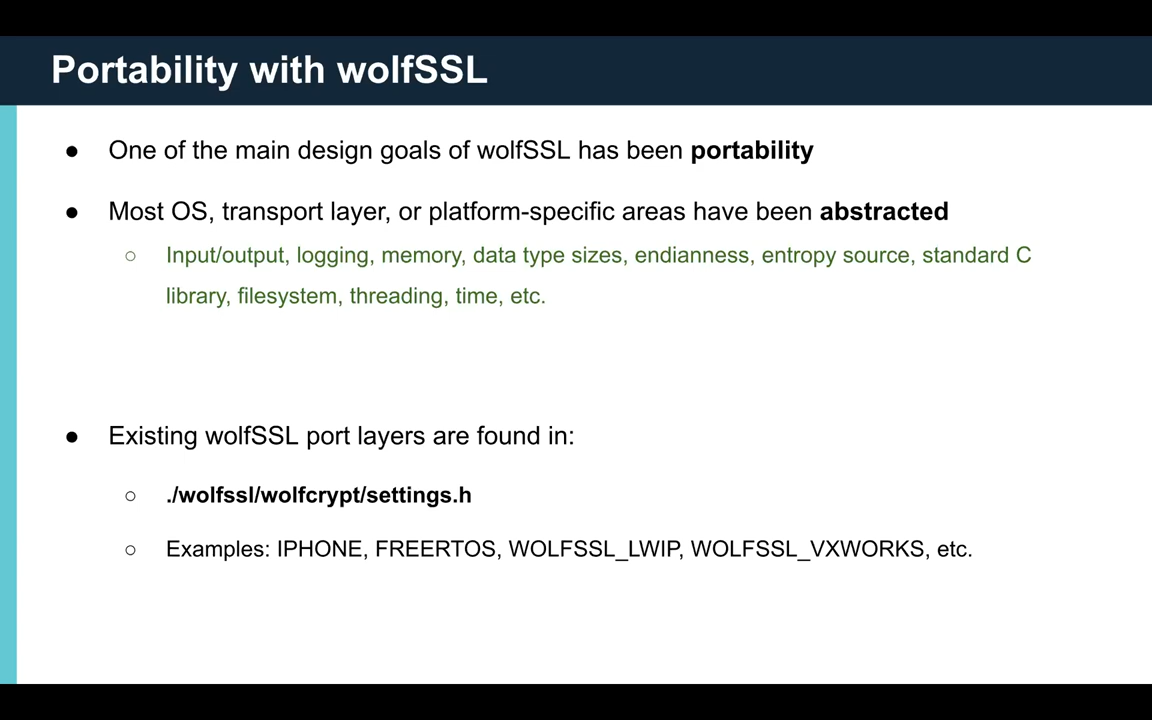 Portability with wolfSSL
● One of the main design goals of wolfSSL has been portability
● Most OS, transport layer, or platform-specific areas have been abstracted
○ Input/output, logging, memory, data type sizes, endianness, entropy source, standard C
library, filesystem, threading, time, etc.
● Existing wolfSSL port layers are found in:
○ ./wolfssl/wolfcrypt/settings.h
○ Examples: IPHONE, FREERTOS, WOLFSSL_LWIP, WOLFSSL_VXWORKS, etc.